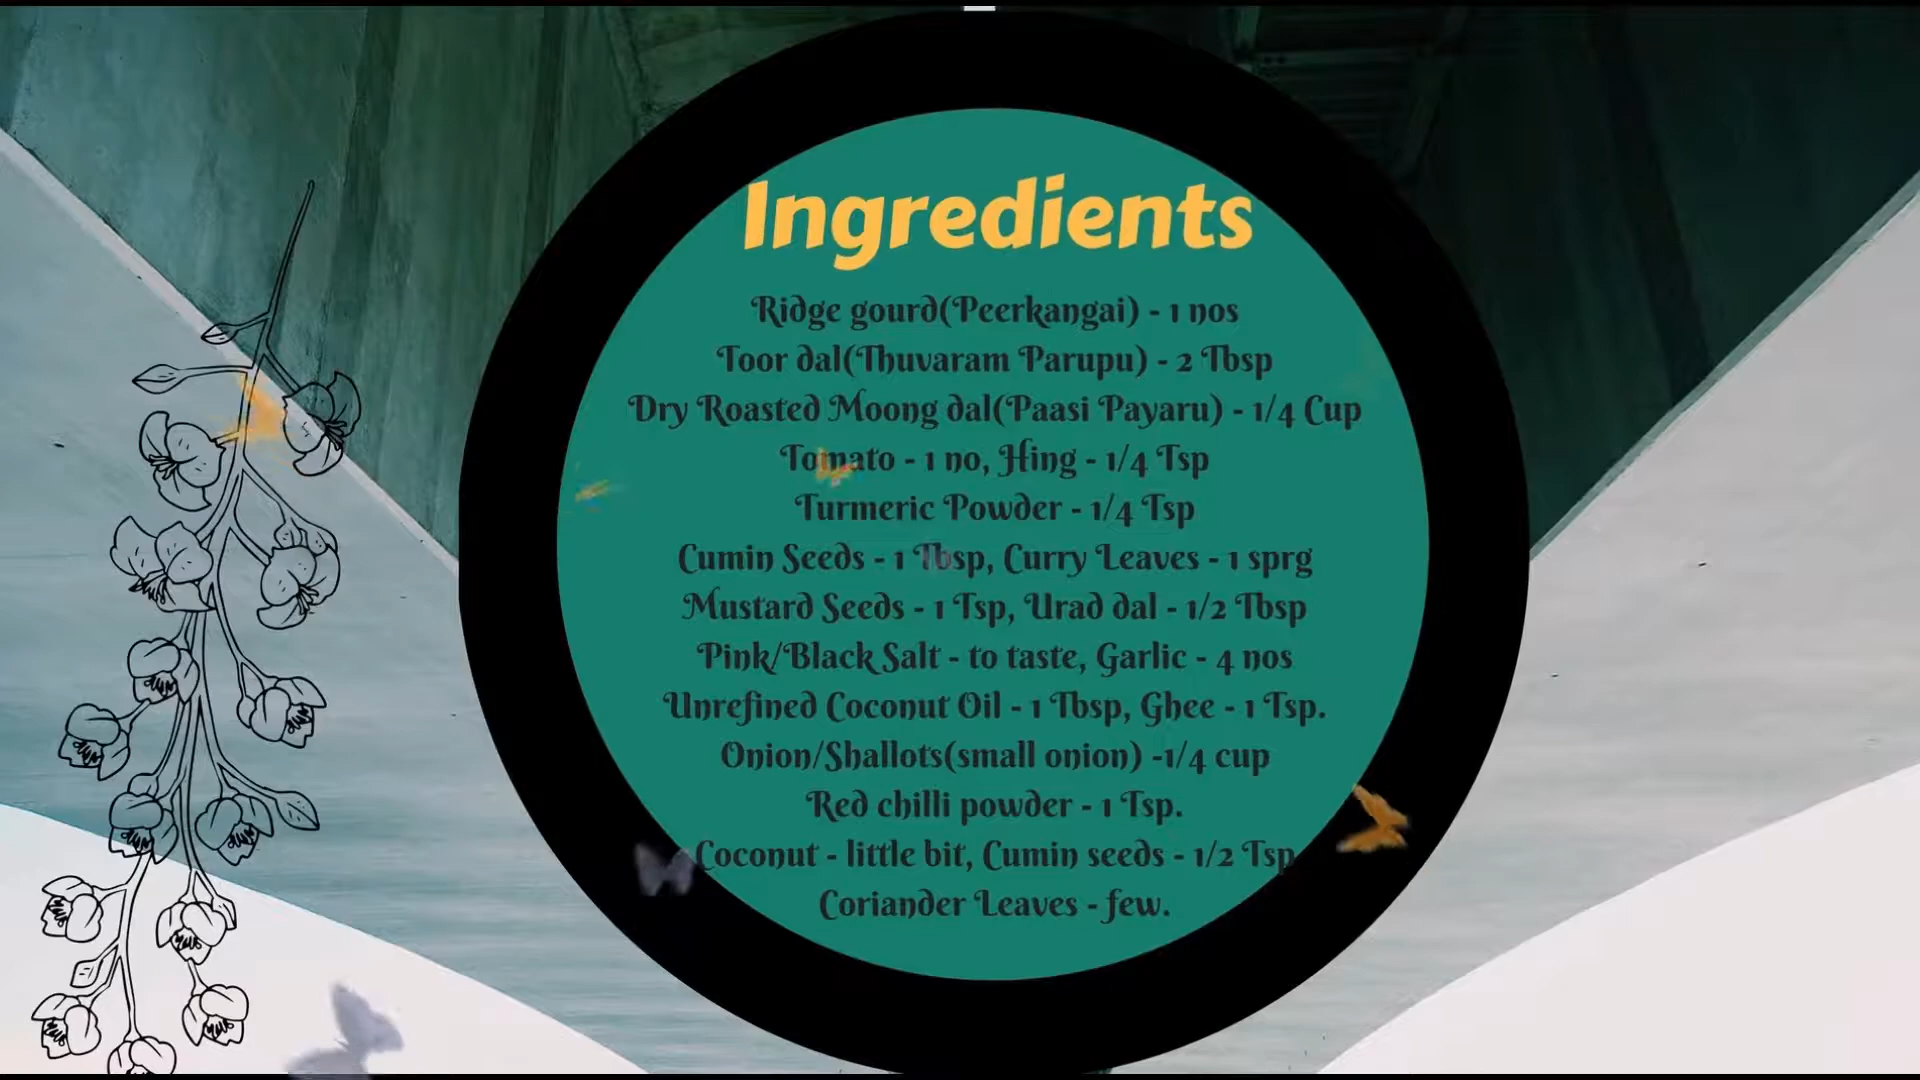 Ingredients
Ridge gourd(Peerkangai) - 1 nos
Toor dal(Thuvaram Parupu) - 2 Tbsp
Dry Roasted Moong dal(Paasi Payaru) - 1/4 Cup
Tomato - 1 no, Hing - 1/4 Tsp
Turmeric Powder - 1/4 Tsp
Cumin Seeds - 1 Tbsp, Curry Leaves - 1 sprg
Mustard Seeds - 1 Tsp, Urad dal - 1/2 Tbsp
Pink/Black Salt - to taste, Garlic - 4 nos
Unrefined Coconut Oil - 1 Tbsp, Ghee - 1 Tsp.
Onion/Shallots(small onion) -1/4 cup
Red chilli powder - 1 Tsp.
Coconut - little bit, Cumin seeds - 1/2 Tsp
Coriander Leaves - few.